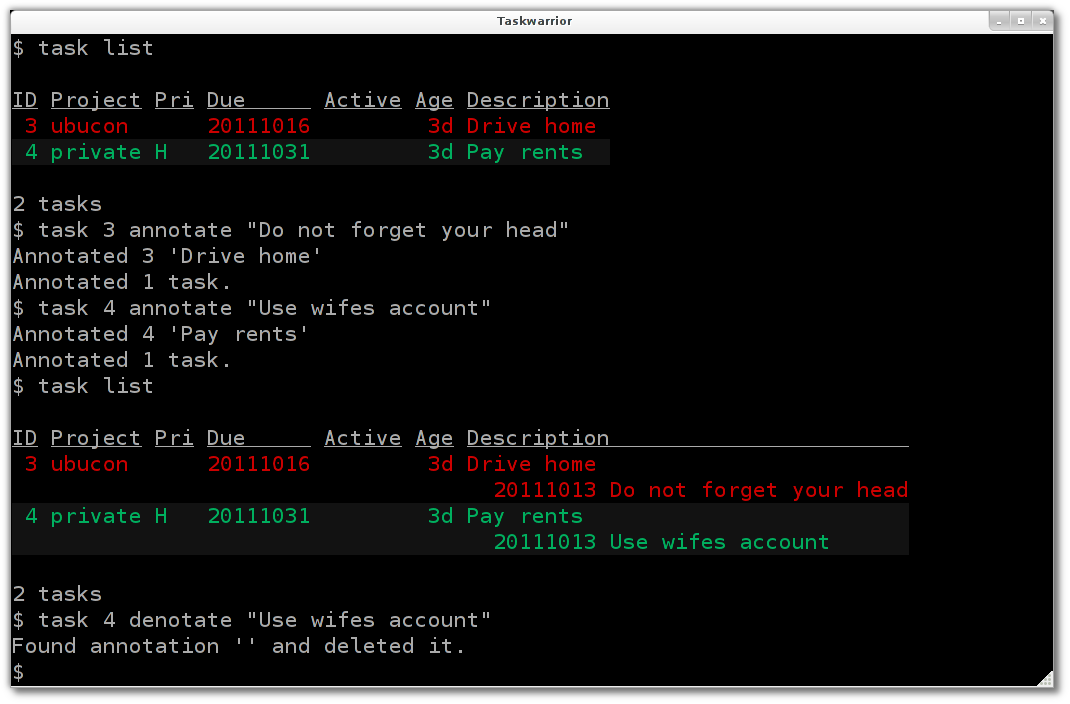 Taskwarrior
$ task list
ID Project Pri Due Active Age Description
3 ubucon 20111016 3d Drive home
4 private H 20111031 3d Pay rents
2 tasks
$ task 3 annotate "Do not forget your head"
Annotated 3 'Drive home'
Annotated 1 task.
$ task 4 annotate "Use wifes account"
Annotated 4 'Pay rents'
Annotated 1 task.
$ task list
ID Project Pri Due Active Age Description
3 ubucon 20111016 3d Drive home
20111013 Do not forget your head
4 private H 20111031 3d Pay rents
20111013 Use wifes account
2 tasks
$ task 4 denotate "Use wifes account"
Found annotation '' and deleted it.
$